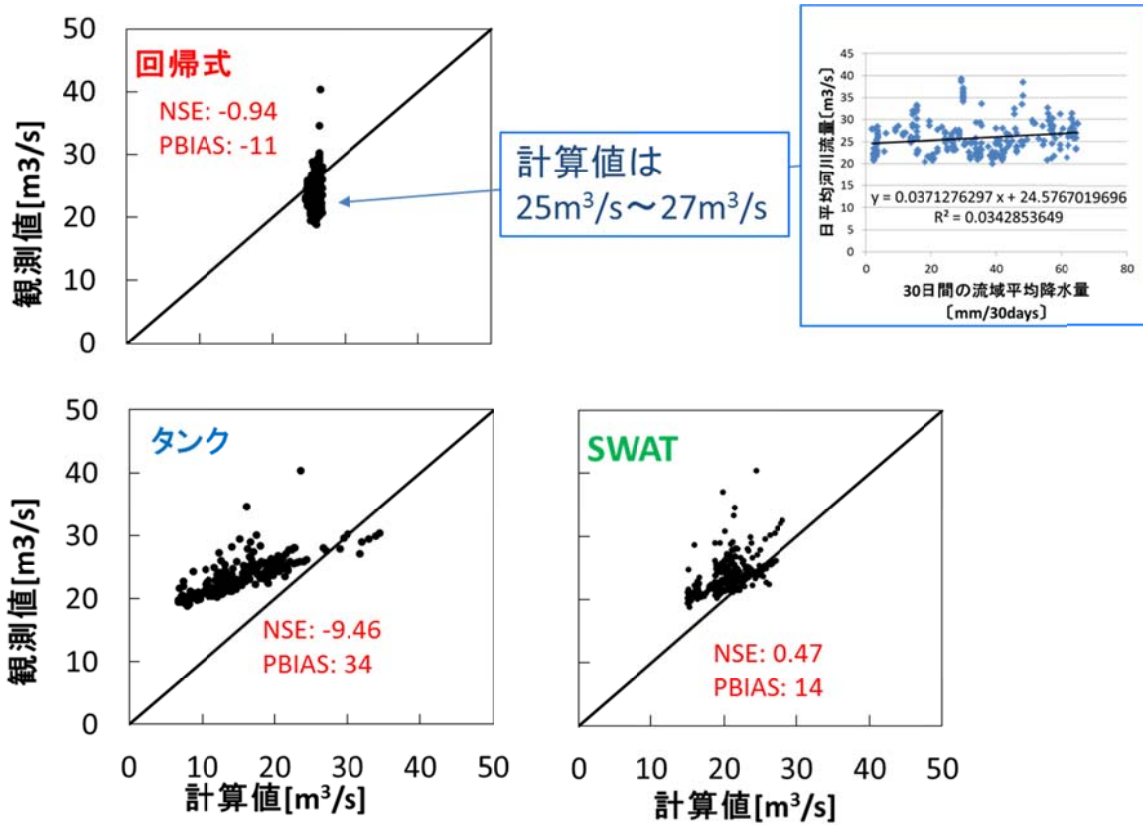 50
40
30
20
10
0
観測値[m3/s]
回帰式
NSE: -0.94
PBIAS: -11
0
10
20
30
40
50
計算値は
25m³/s～27m³/s
日平均河川流量[m3/s]
45
40
35
30
25
20
15
10
5
0
y = 0.0371276297 x + 24.5767019696
R² = 0.0342853649
0
20
40
60
80
30日間の流域平均降水量
〔mm/30days〕
50
40
30
20
10
0
観測値[m3/s]
タンク
NSE: -9.46
PBIAS: 34
0
10
20
30
40
50
計算値[m³/s]
SWAT
NSE: 0.47
PBIAS: 14
0
10
20
30
40
50
計算値[m³/s]